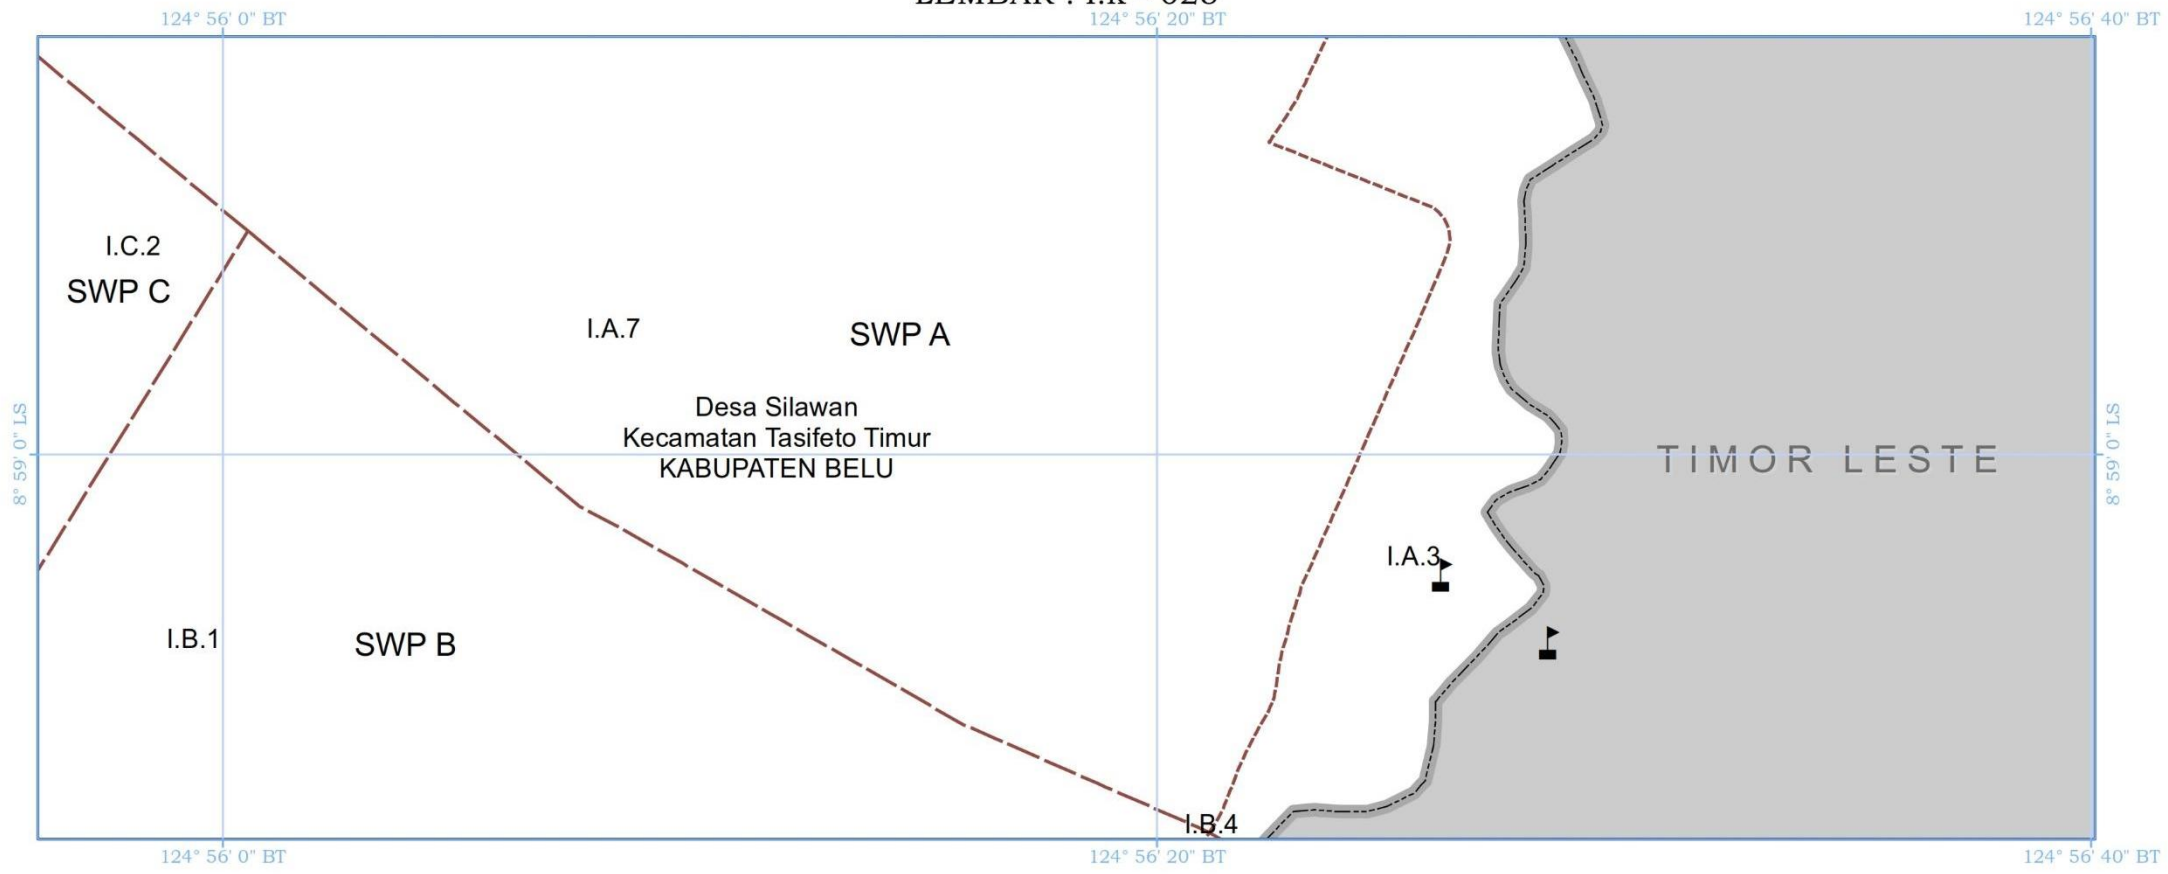 124° 56' 0" BT
124° 56' 20" BT
124° 56' 40" BT
I.C.2
SWP C
I.A.7
SWP A
Desa Silawan
Kecamatan Tasifeto Timur
KABUPATEN BELU
8° 59' 0" LS
8° 59' 0" LS
TIMOR LESTE
I.A.3
I.B.1
SWP B
I.B.4
124° 56' 0" BT
124° 56' 20" BT
124° 56' 40" BT